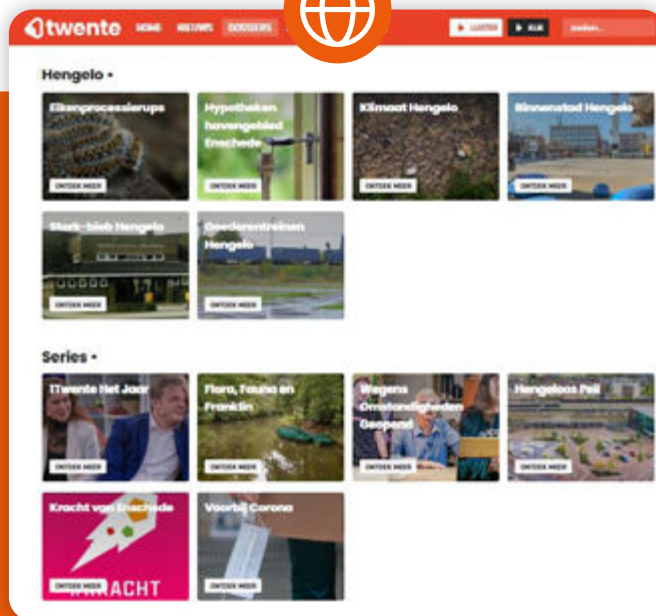 1twente HOME NIEUWS DOSSIERS LUISTER KIJK zoeken...
Hengelo •
Eikenprocessierups
Hypotheken
havengebied
Enschede
Klimaat Hengelo
Binnenstad Hengelo
ONTDEK MEER
ONTDEK MEER
ONTDEK MEER
ONTDEK MEER
Stork-bieb Hengelo
Goederentreinen
Hengelo
ONTDEK MEER
ONTDEK MEER
Series •
1Twente Het Jaar
Flora, Fauna en
Franklin
Wegens
Omstandigheden
Geopend
Hengeloos Peil
ONTDEK MEER
ONTDEK MEER
ONTDEK MEER
ONTDEK MEER
Kracht van Enschede
Voorbij Corona
ONTDEK MEER
ONTDEK MEER